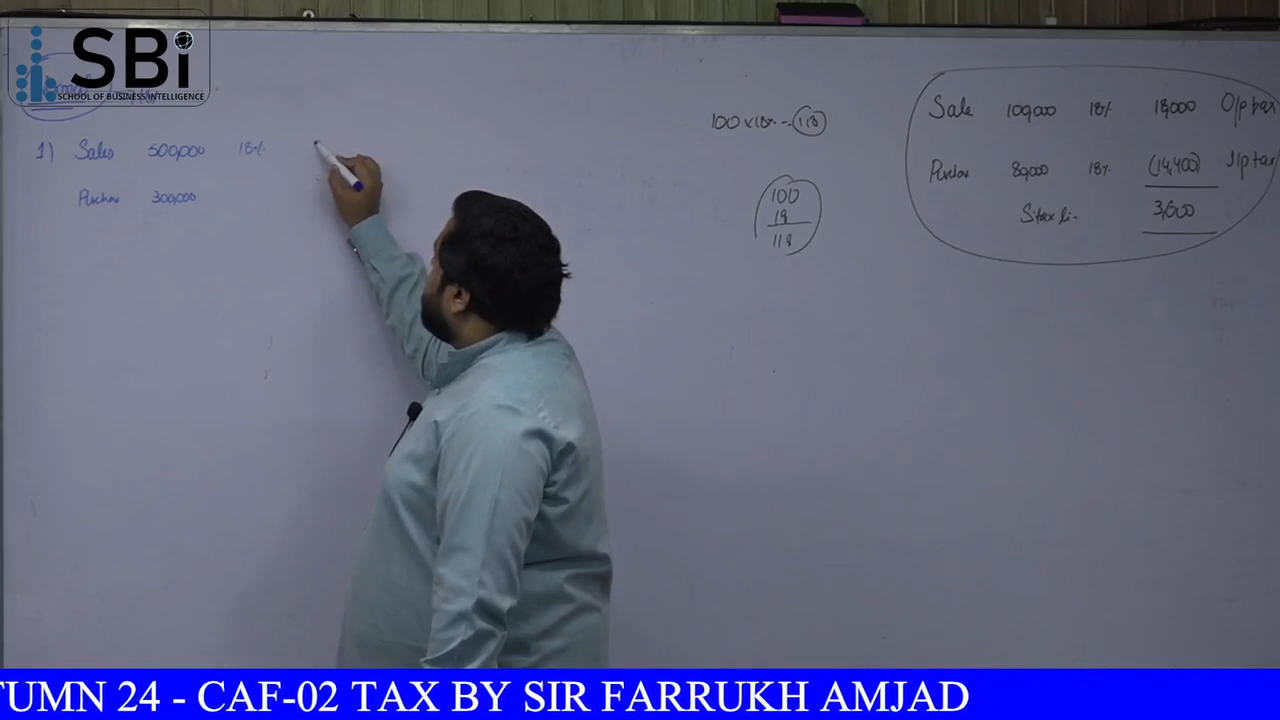 SBi
SCHOOL OF BUSINESS INTELLIGENCE
1) Sales 500,000 18%
Purchase 300,000
100 x 18% - 118
100
18
118
Sale 100,000 18% 18,000 O/p tax
Purchase 80,000 18% (14,400) I/p tax
S.tax li- 3,600
TUMN 24 - CAF-02 TAX BY SIR FARRUKH AMJAD